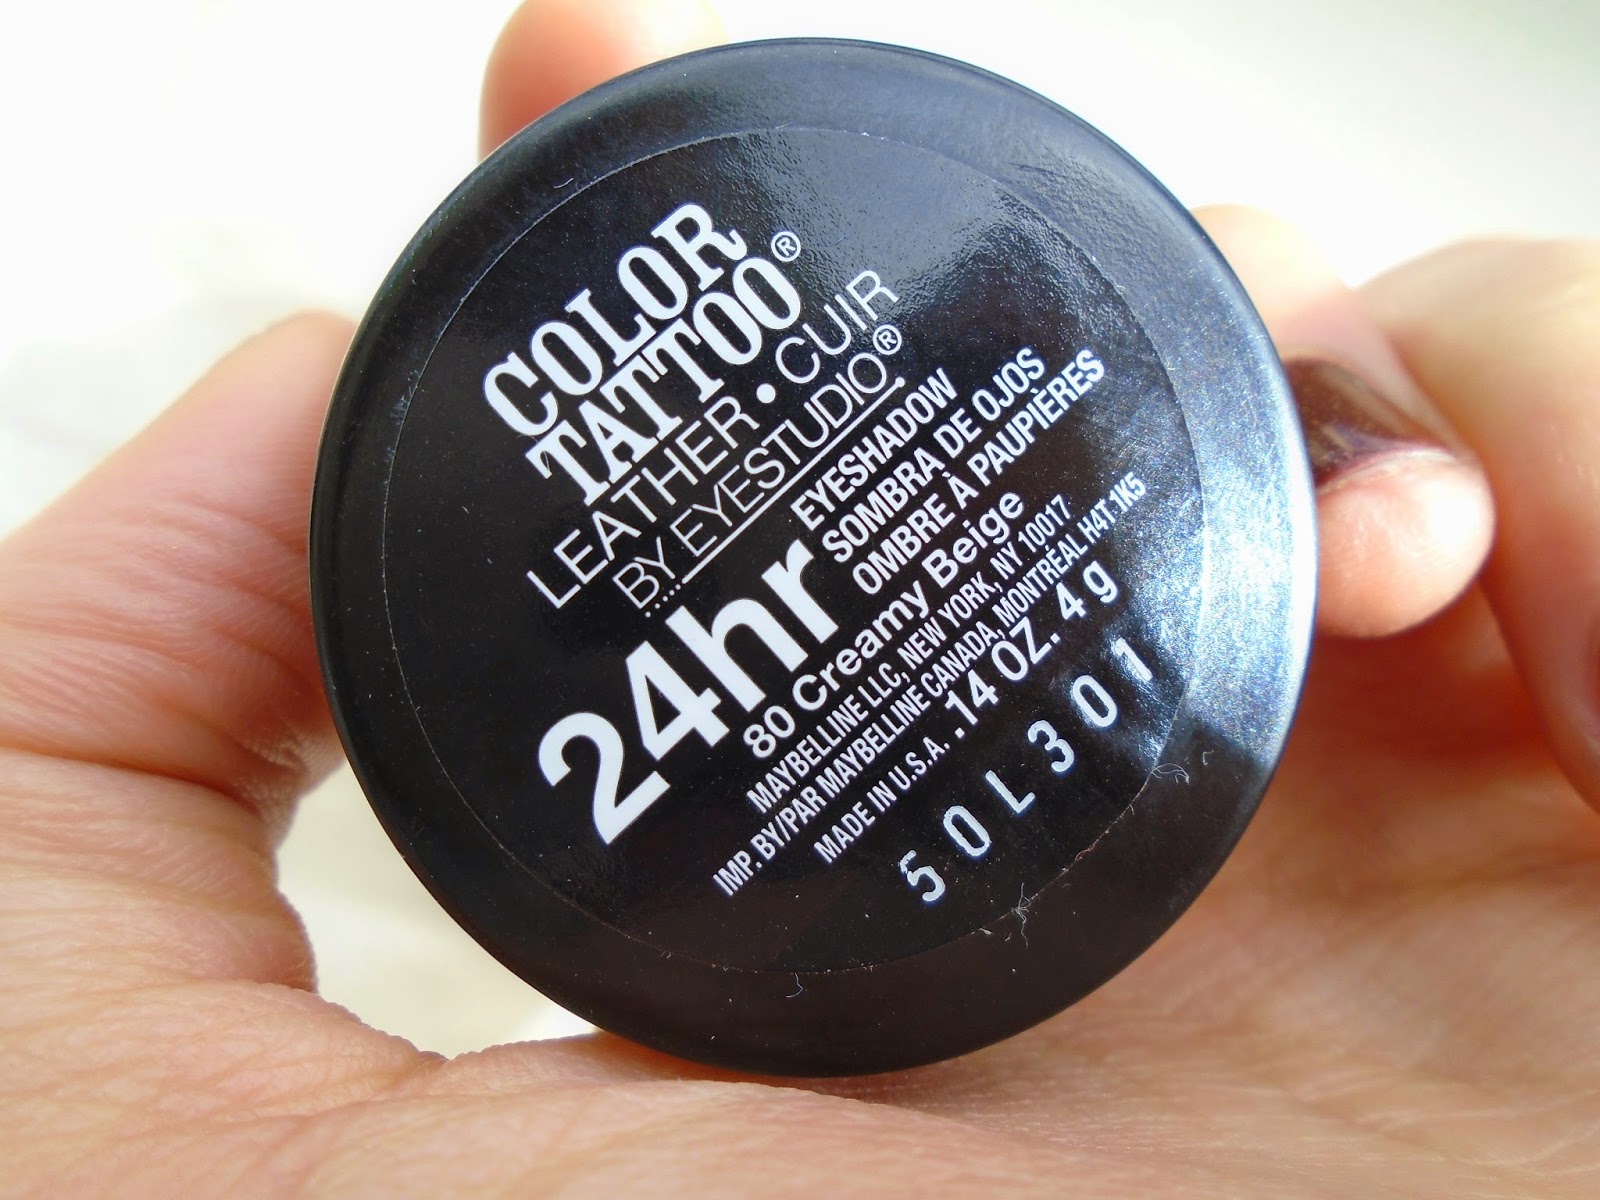 COLOR
TATTOO®
LEATHER • CUIR
BY EYESTUDIO®
24hr
EYESHADOW
SOMBRA DE OJOS
OMBRE À PAUPIÈRES
80 Creamy Beige
MAYBELLINE LLC, NEW YORK, NY 10017
IMP. BY/PAR MAYBELLINE CANADA, MONTRÉAL H4T 1K5
MADE IN U.S.A. .14 OZ. 4 g
50L301